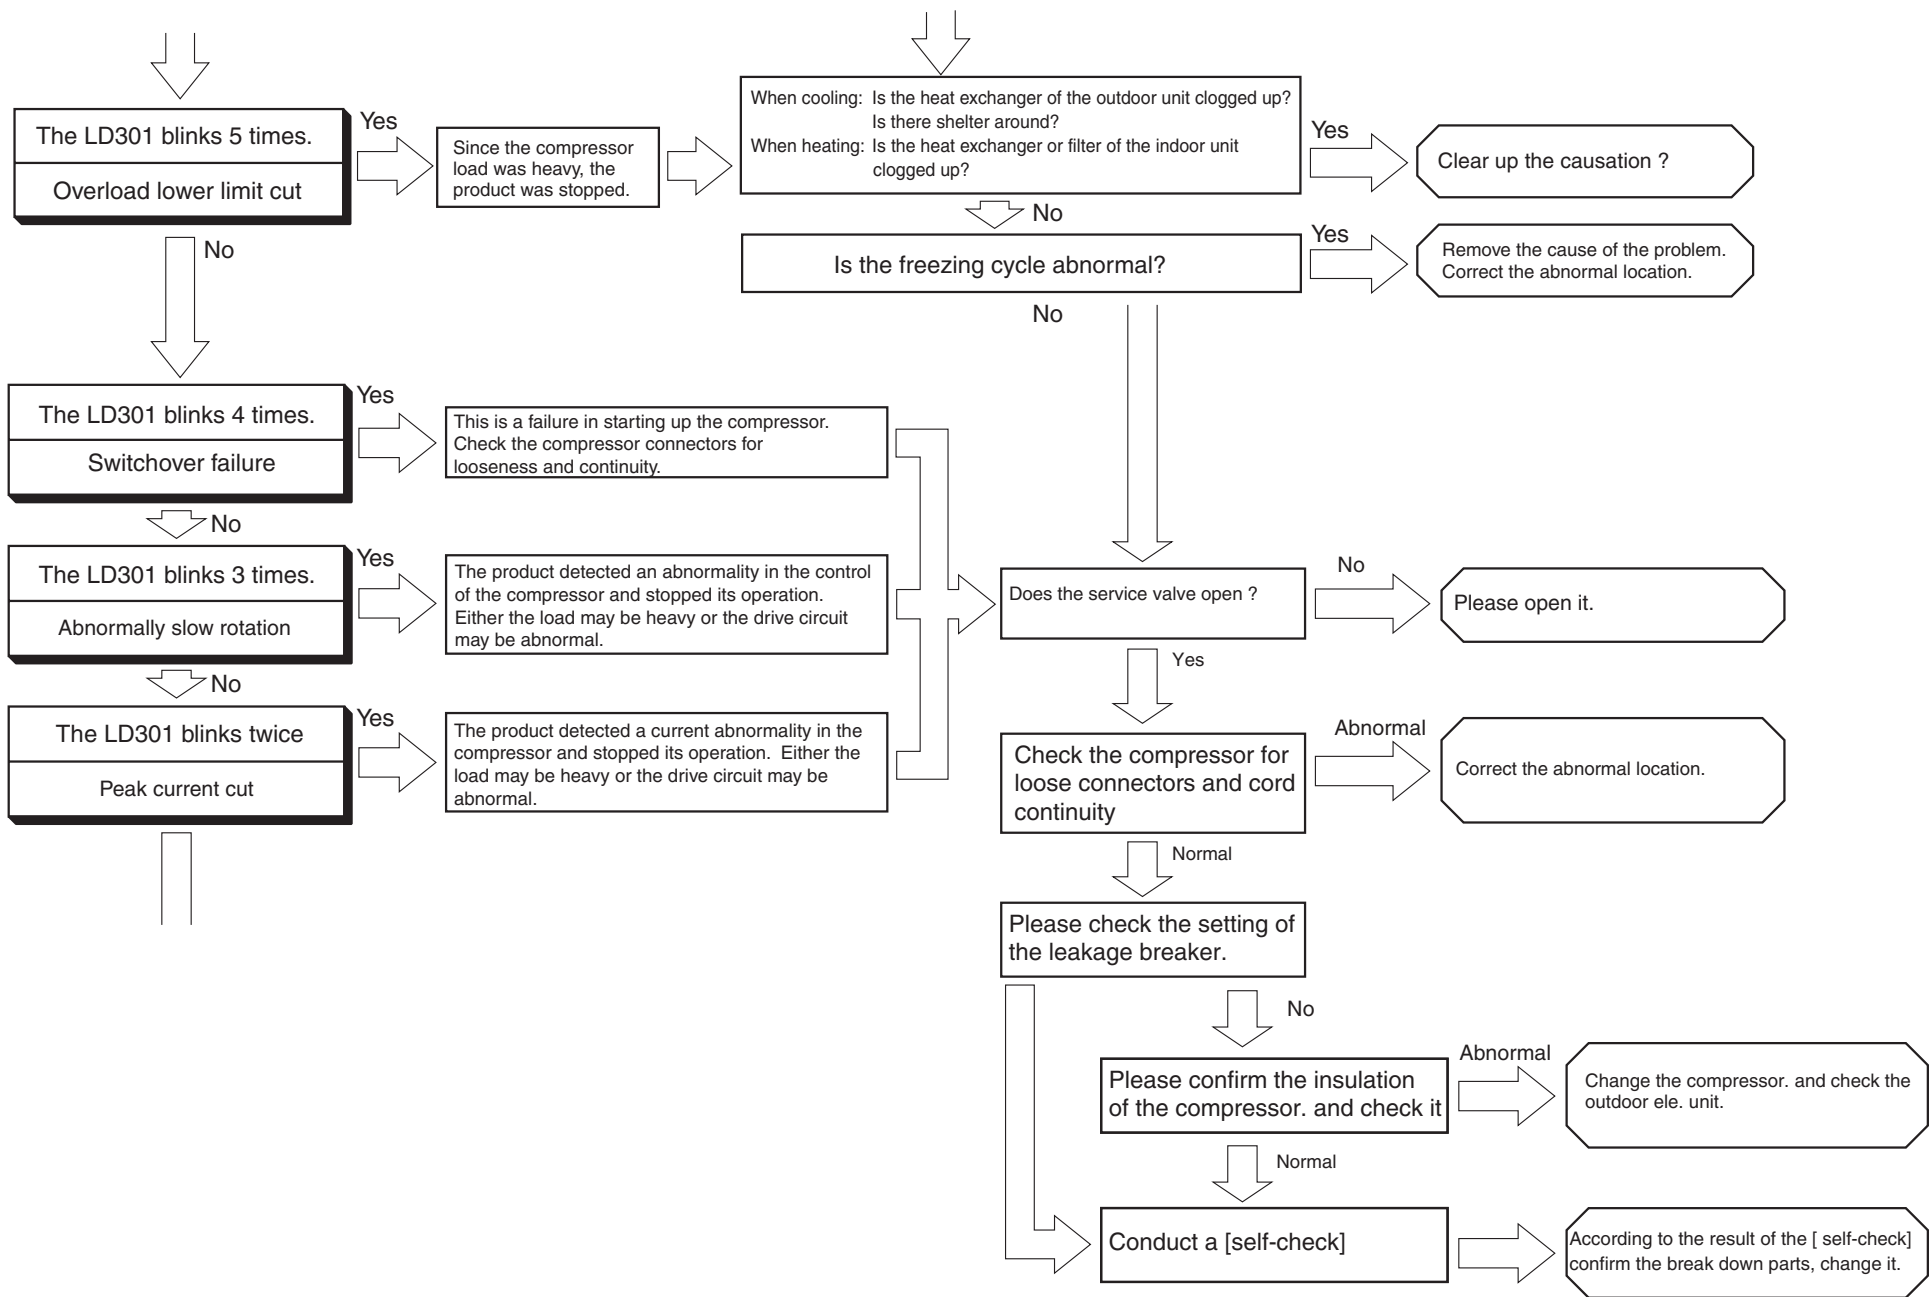 The LD301 blinks 5 times.
Overload lower limit cut
Yes
Since the compressor
load was heavy, the
product was stopped.
When cooling: Is the heat exchanger of the outdoor unit clogged up?
Is there shelter around?
When heating: Is the heat exchanger or filter of the indoor unit
clogged up?
Yes
Clear up the causation ?
No
No
Is the freezing cycle abnormal?
Yes
Remove the cause of the problem.
Correct the abnormal location.
No
The LD301 blinks 4 times.
Switchover failure
Yes
This is a failure in starting up the compressor.
Check the compressor connectors for
looseness and continuity.
No
The LD301 blinks 3 times.
Abnormally slow rotation
Yes
The product detected an abnormality in the control
of the compressor and stopped its operation.
Either the load may be heavy or the drive circuit
may be abnormal.
Does the service valve open ?
No
Please open it.
No
Yes
The LD301 blinks twice
Peak current cut
Yes
The product detected a current abnormality in the
compressor and stopped its operation.  Either the
load may be heavy or the drive circuit may be
abnormal.
Check the compressor for
loose connectors and cord
continuity
Abnormal
Correct the abnormal location.
Normal
Please check the setting of
the leakage breaker.
No
Please confirm the insulation
of the compressor. and check it
Abnormal
Change the compressor. and check the
outdoor ele. unit.
Normal
Conduct a [self-check]
According to the result of the [ self-check]
confirm the break down parts, change it.